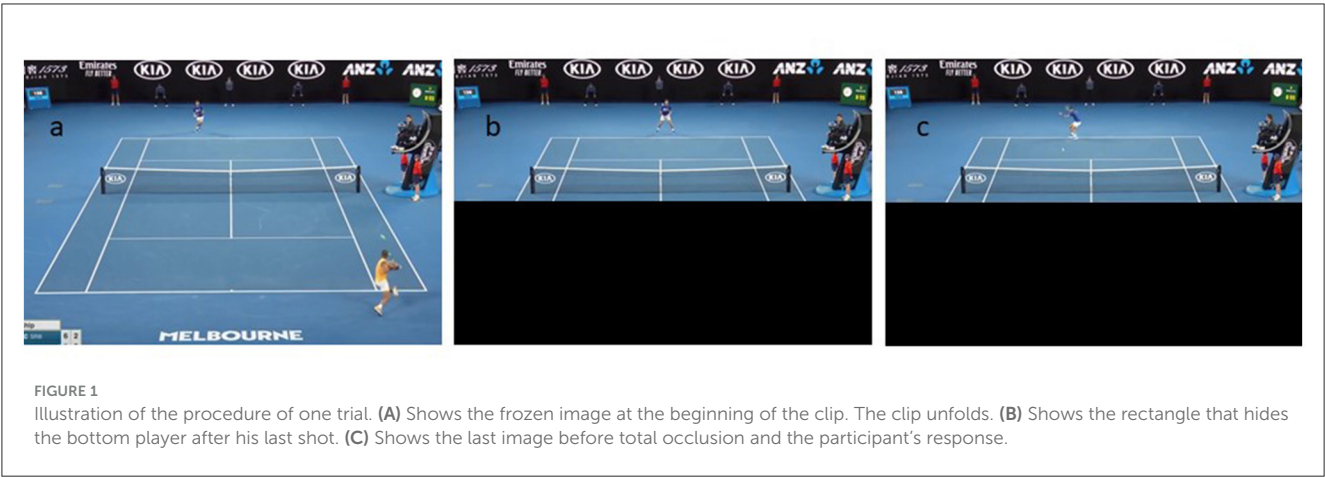 1573
Emirates
FLY BETTER
KIA
KIA
KIA
KIA
ANZ
ANZ
a
KIA
KIA
6 2
MELBOURNE
1573
Emirates
FLY BETTER
KIA
KIA
KIA
KIA
ANZ
ANZ
b
KIA
KIA
1573
Emirates
FLY BETTER
KIA
KIA
KIA
KIA
ANZ
ANZ
c
KIA
KIA
FIGURE 1
Illustration of the procedure of one trial. (A) Shows the frozen image at the beginning of the clip. The clip unfolds. (B) Shows the rectangle that hides
the bottom player after his last shot. (C) Shows the last image before total occlusion and the participant's response.